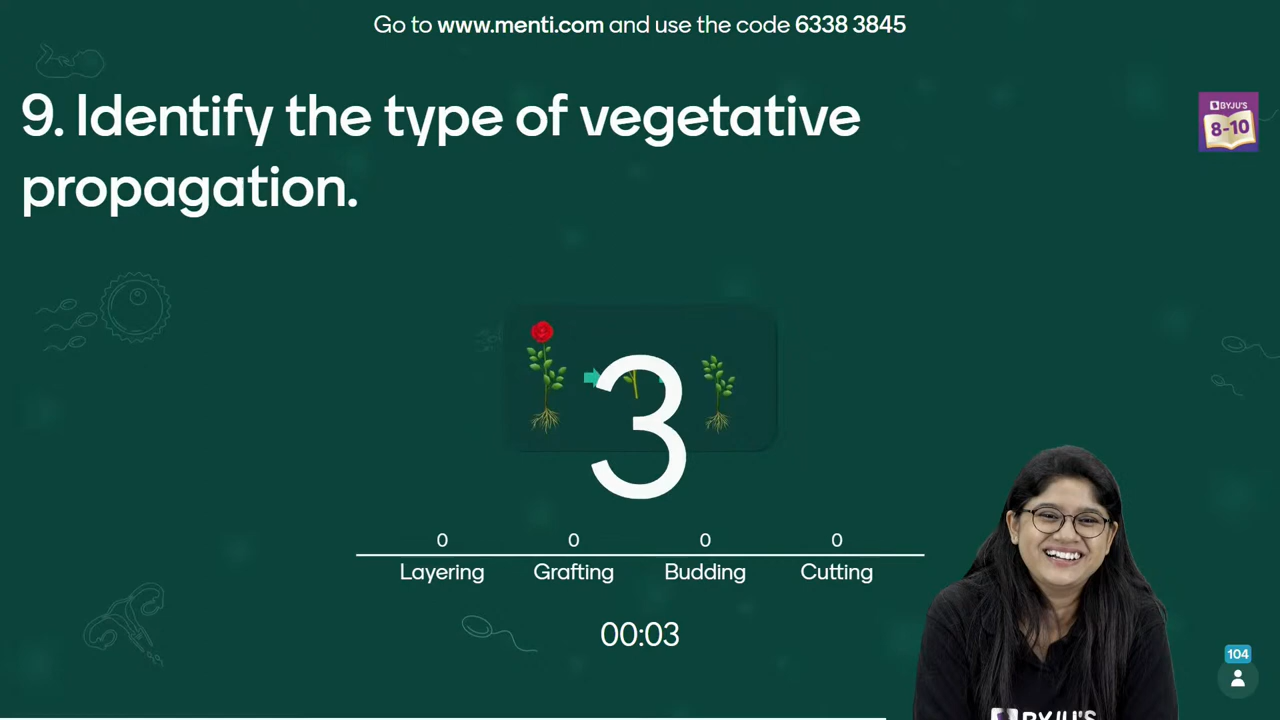 Go to www.menti.com and use the code 6338 3845
9. Identify the type of vegetative
propagation.
BYJU'S
8-10
3
0 0 0 0
Layering Grafting Budding Cutting
00:03
104
BYJU'S